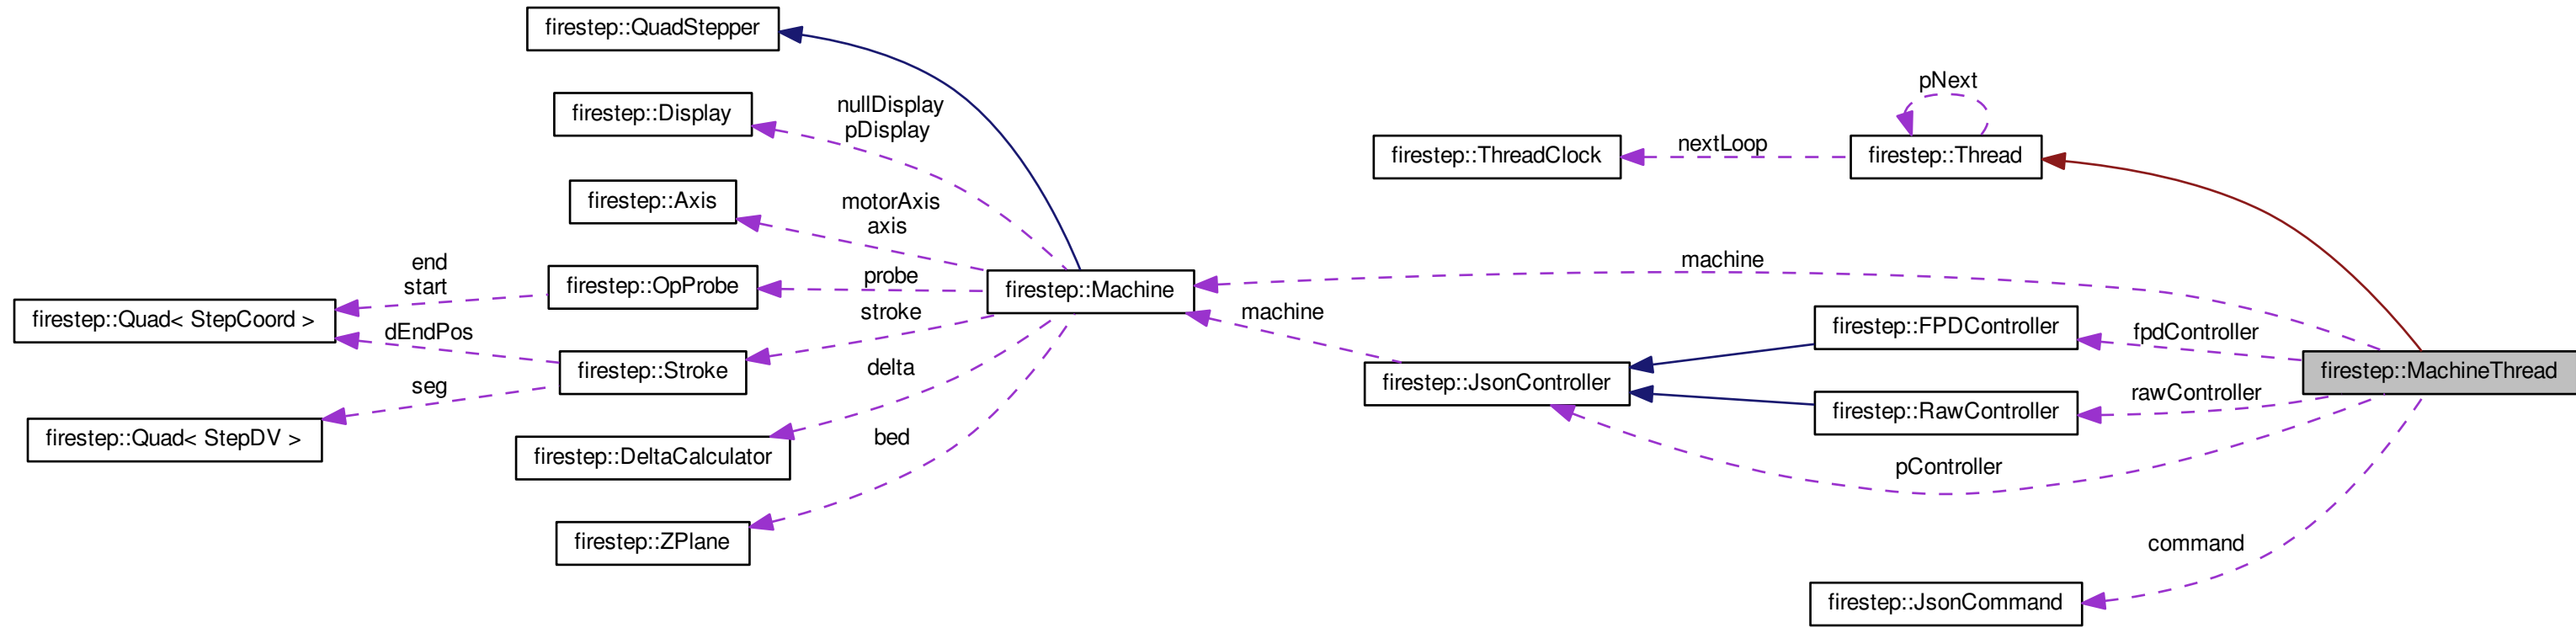 firestep::QuadStepper
pNext
nullDisplay
pDisplay
firestep::Display
nextLoop
firestep::ThreadClock
firestep::Thread
motorAxis
axis
firestep::Axis
end
start
firestep::OpProbe
probe
firestep::Machine
machine
firestep::Quad< StepCoord >
dEndPos
stroke
machine
firestep::FPDController
fpdController
firestep::Stroke
delta
firestep::JsonController
firestep::MachineThread
seg
firestep::RawController
rawController
firestep::Quad< StepDV >
bed
firestep::DeltaCalculator
pController
firestep::ZPlane
command
firestep::JsonCommand